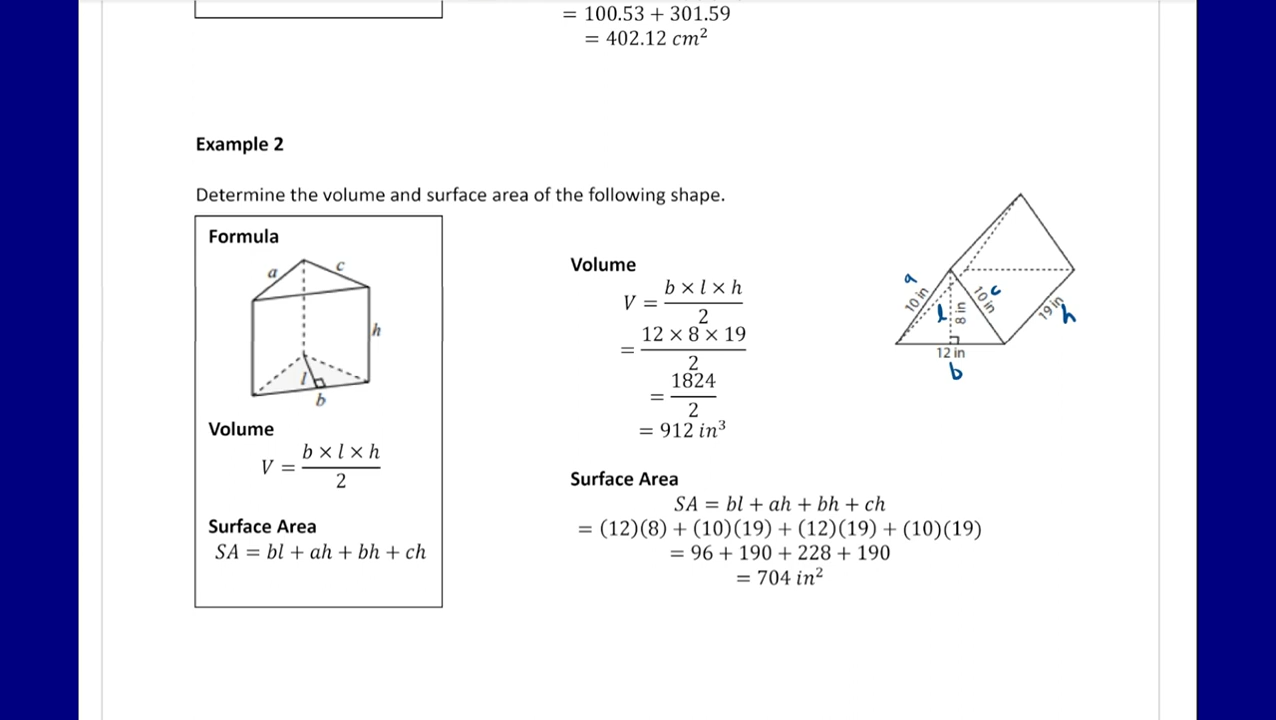 = 100.53 + 301.59
= 402.12 cm²
Example 2
Determine the volume and surface area of the following shape.
Formula
a
c
h
l
b
Volume
V = b × l × h
2
Surface Area
SA = bl + ah + bh + ch
Volume
V = b × l × h
2
= 12 × 8 × 19
2
= 1824
2
= 912 in³
Surface Area
SA = bl + ah + bh + ch
= (12)(8) + (10)(19) + (12)(19) + (10)(19)
= 96 + 190 + 228 + 190
= 704 in²
a
10 in
l
8 in
10 in
c
19 in
h
12 in
b